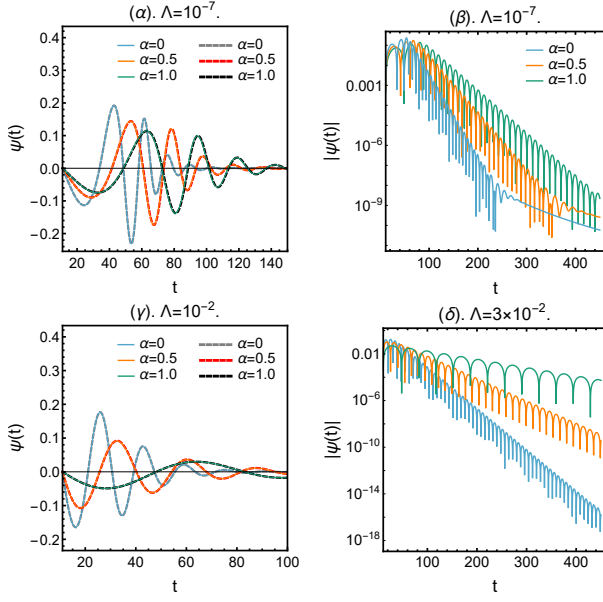 (α). Λ=10⁻⁷.
0.4
0.3
0.2
0.1
0.0
-0.1
-0.2
ψ(t)
α=0
α=0.5
α=1.0
α=0
α=0.5
α=1.0
20 40 60 80 100 120 140
t
(β). Λ=10⁻⁷.
0.001
10⁻⁶
10⁻⁹
|ψ(t)|
α=0
α=0.5
α=1.0
100 200 300 400
t
(γ). Λ=10⁻².
0.4
0.3
0.2
0.1
0.0
-0.1
-0.2
ψ(t)
α=0
α=0.5
α=1.0
α=0
α=0.5
α=1.0
20 40 60 80 100
t
(δ). Λ=3×10⁻².
0.01
10⁻⁶
10⁻¹⁰
10⁻¹⁴
10⁻¹⁸
|ψ(t)|
100 200 300 400
t